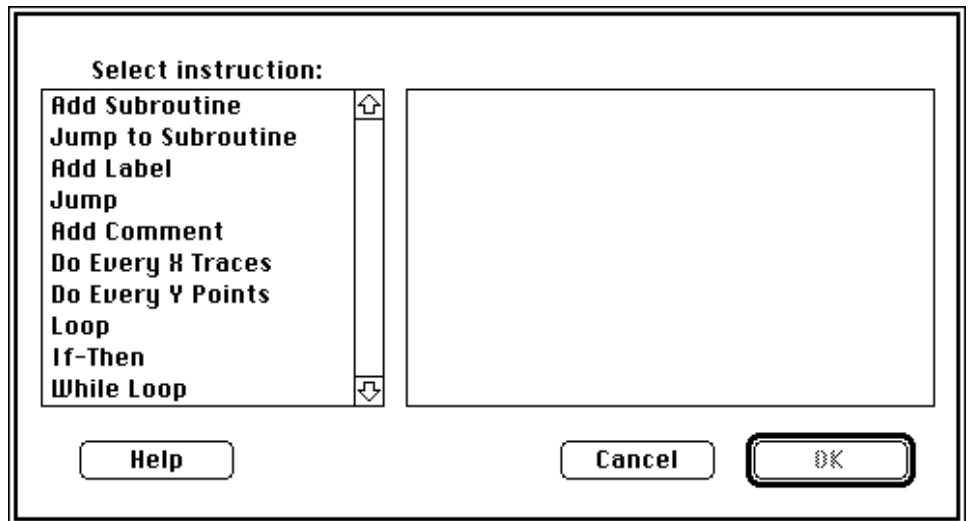 Select instruction:
Add Subroutine
Jump to Subroutine
Add Label
Jump
Add Comment
Do Every X Traces
Do Every Y Points
Loop
If-Then
While Loop
Help
Cancel
OK